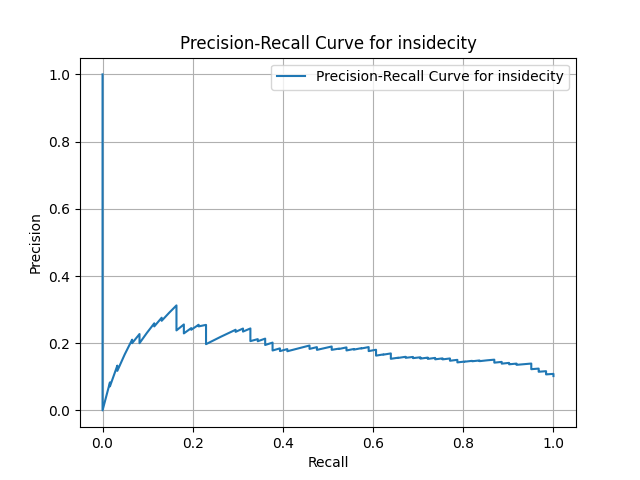 Precision-Recall Curve for insidecity
Precision-Recall Curve for insidecity
1.0
0.8
0.6
0.4
0.2
0.0
Precision
0.0 0.2 0.4 0.6 0.8 1.0
Recall